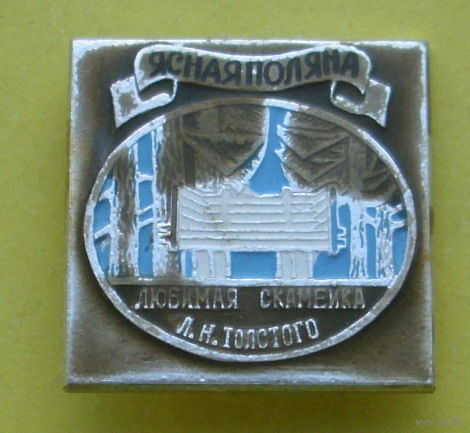 ЯСНАЯ ПОЛЯНА
ЛЮБИМАЯ СКАМЕЙКА
Л.Н.ТОЛСТОГО